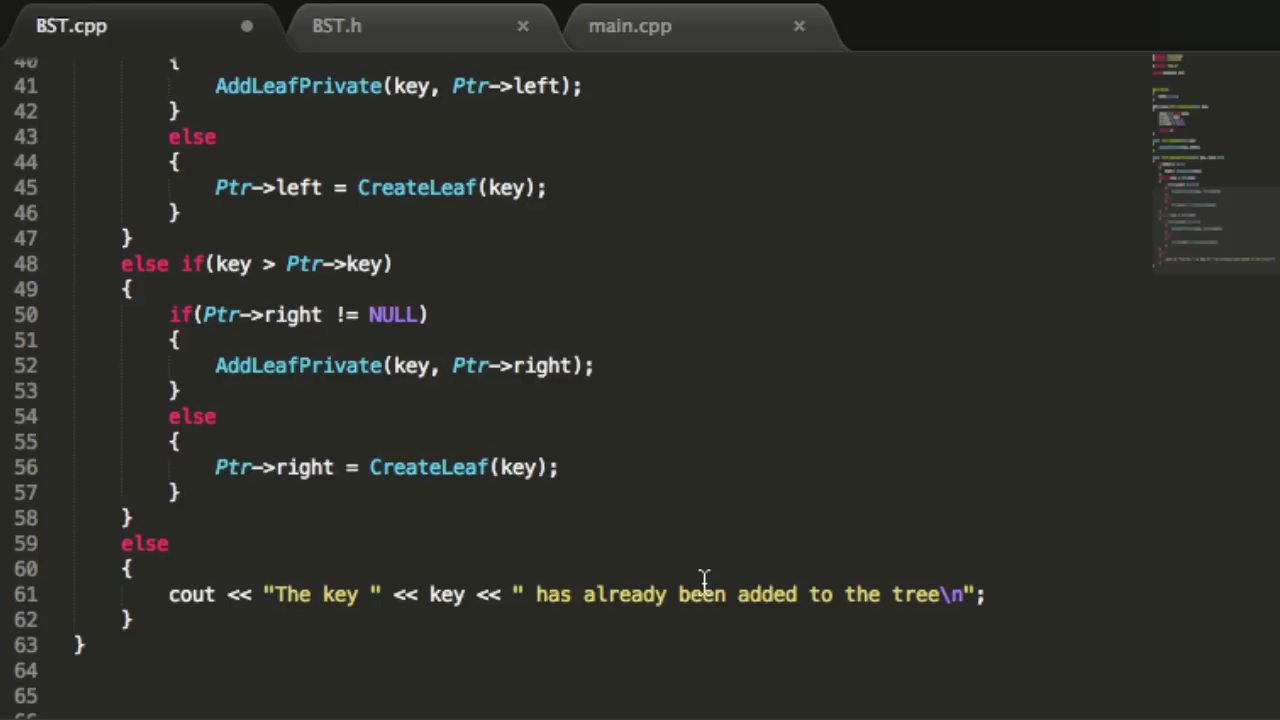 BST.cpp BST.h × main.cpp ×
40 {
41 AddLeafPrivate(key, Ptr->left);
42 }
43 else
44 {
45 Ptr->left = CreateLeaf(key);
46 }
47 }
48 else if(key > Ptr->key)
49 {
50 if(Ptr->right != NULL)
51 {
52 AddLeafPrivate(key, Ptr->right);
53 }
54 else
55 {
56 Ptr->right = CreateLeaf(key);
57 }
58 }
59 else
60 {
61 cout << "The key " << key << " has already been added to the tree\n";
62 }
63 }
64
65
66